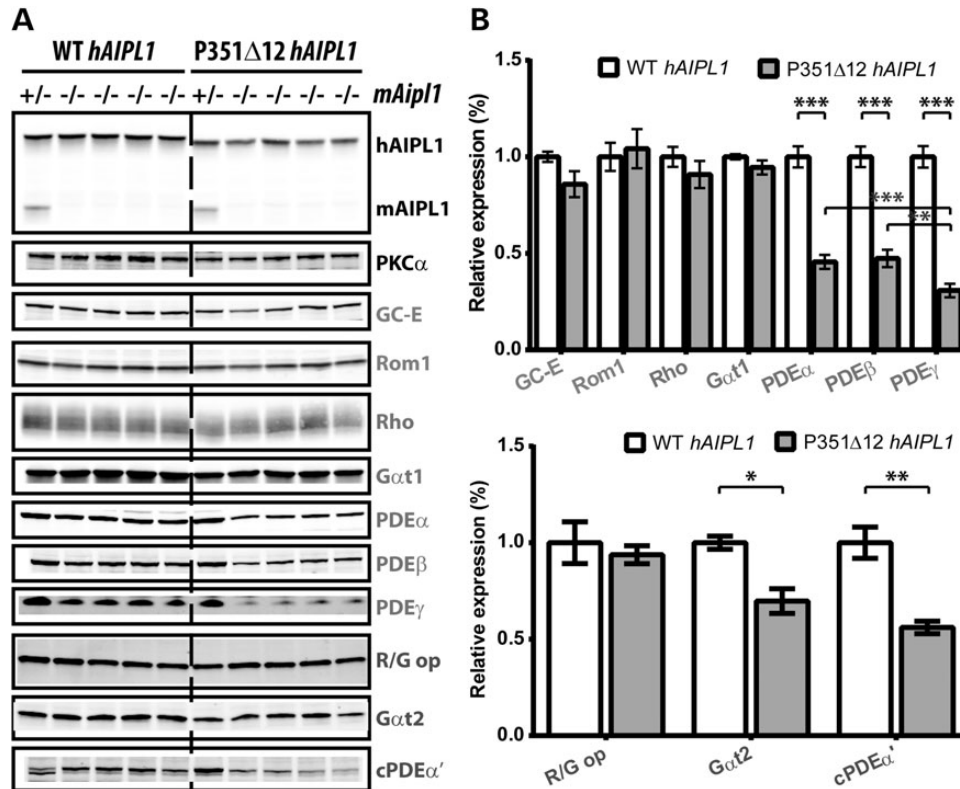 A
WT hAIPL1 P351Δ12 hAIPL1
+/- -/- -/- -/- -/- +/- -/- -/- -/- -/- mAipl1
hAIPL1
mAIPL1
PKCα
GC-E
Rom1
Rho
Gαt1
PDEα
PDEβ
PDEγ
R/G op
Gαt2
cPDEα'
B
WT hAIPL1 P351Δ12 hAIPL1
Relative expression (%)
1.5
1.0
0.5
0.0
*** *** ***
***
**
GC-E Rom1 Rho Gαt1 PDEα PDEβ PDEγ
WT hAIPL1 P351Δ12 hAIPL1
Relative expression (%)
1.5
1.0
0.5
0.0
* **
R/G op Gαt2 cPDEα'